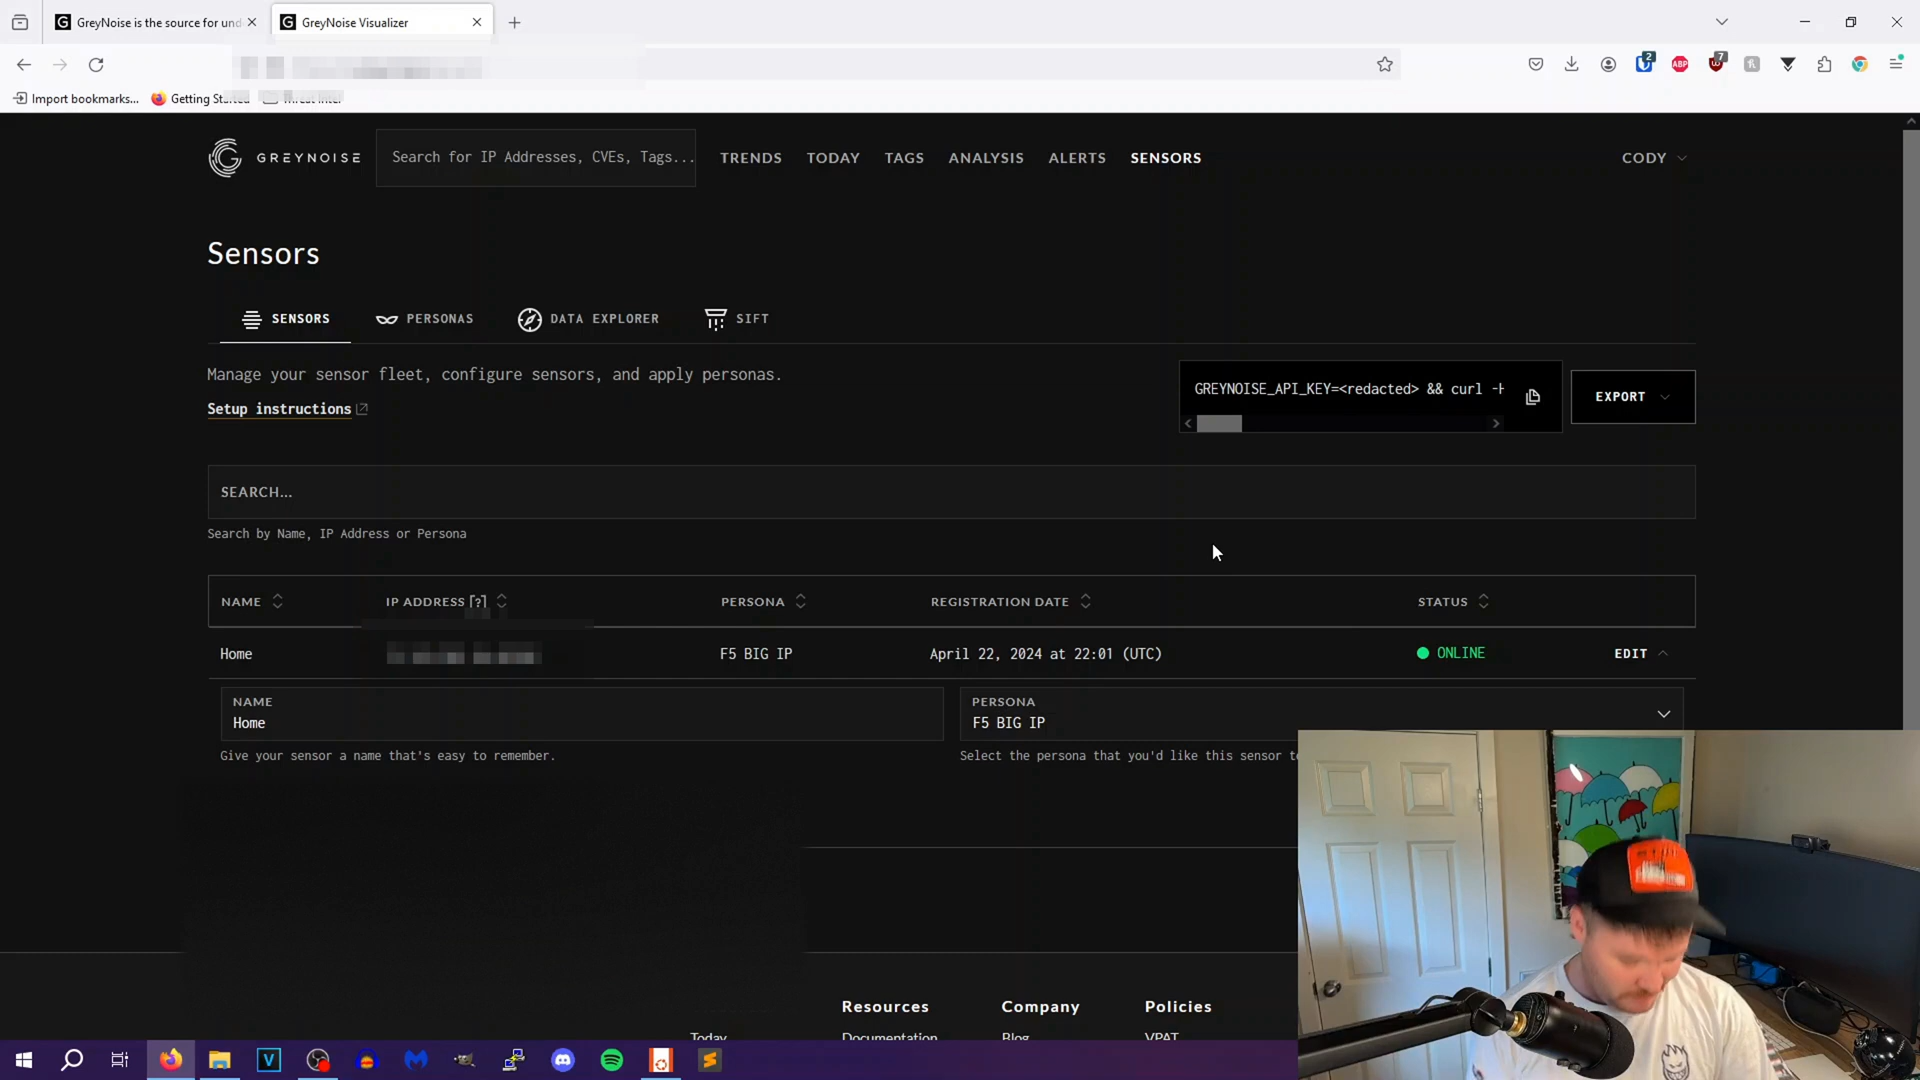 GreyNoise is the source for und
GreyNoise Visualizer
Import bookmarks...
Getting Started
Threat Intel
GREYNOISE
Search for IP Addresses, CVEs, Tags...
TRENDS
TODAY
TAGS
ANALYSIS
ALERTS
SENSORS
CODY
Sensors
SENSORS
PERSONAS
DATA EXPLORER
SIFT
Manage your sensor fleet, configure sensors, and apply personas.
Setup instructions
GREYNOISE_API_KEY=<redacted> && curl -H
EXPORT
SEARCH...
Search by Name, IP Address or Persona
NAME
IP ADDRESS [?]
PERSONA
REGISTRATION DATE
STATUS
Home
F5 BIG IP
April 22, 2024 at 22:01 (UTC)
ONLINE
EDIT
NAME
Home
PERSONA
F5 BIG IP
Give your sensor a name that's easy to remember.
Select the persona that you'd like this sensor to
Resources
Company
Policies
Today
Documentation
Blog
VPAT